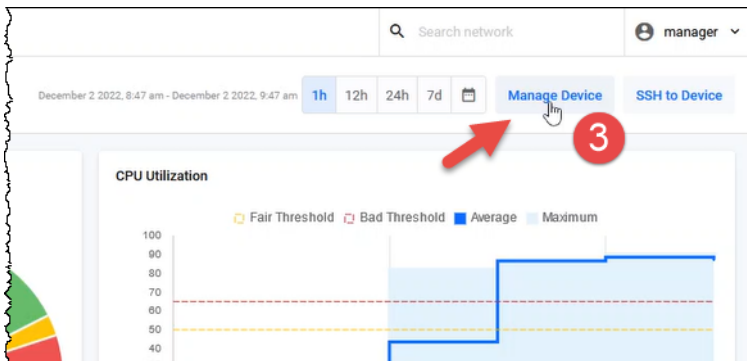 Search network
manager
December 2 2022, 8:47 am - December 2 2022, 9:47 am
1h 12h 24h 7d
Manage Device
SSH to Device
3
CPU Utilization
Fair Threshold Bad Threshold Average Maximum
100
90
80
70
60
50
40